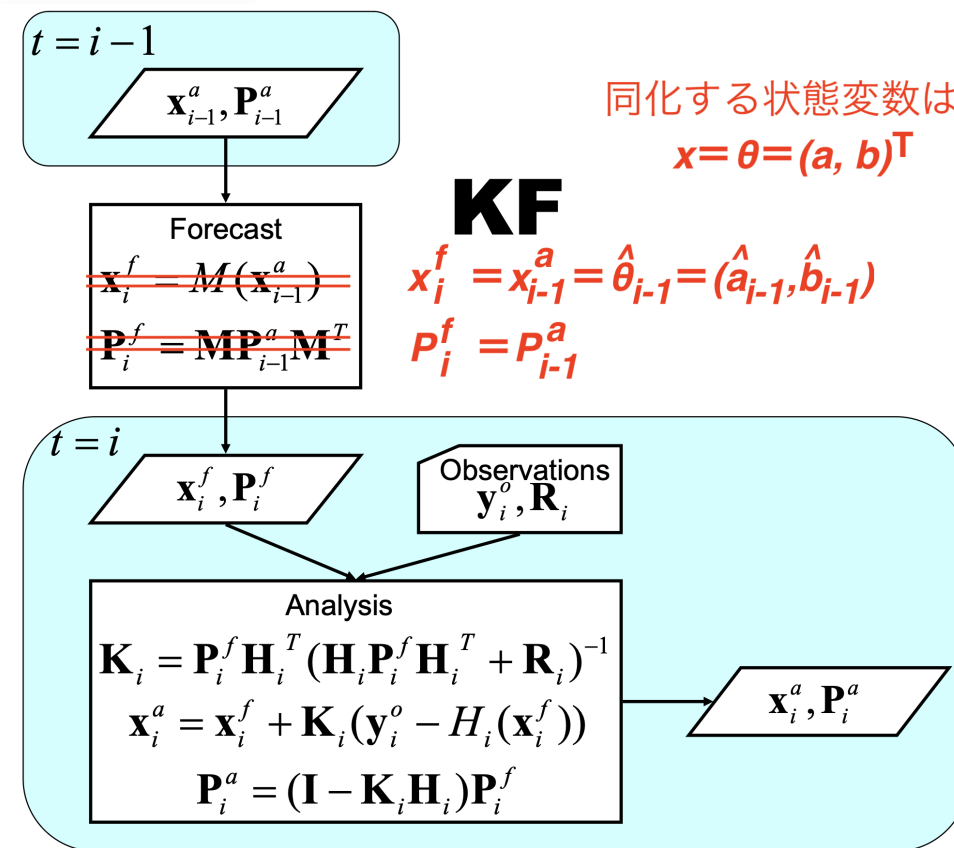 t = i − 1
x^a_{i−1}, P^a_{i−1}
同化する状態変数は
x = θ = (a, b)^T
KF
Forecast
x^f_i = M(x^a_{i−1})
x^f_i = x^a_{i-1} = θ̂_{i-1} = (â_{i-1}, b̂_{i-1})
P^f_i = MP^a_{i−1}M^T
P^f_i = P^a_{i-1}
t = i
x^f_i, P^f_i
Observations
y^o_i, R_i
Analysis
K_i = P^f_i H_i^T (H_i P^f_i H_i^T + R_i)^{−1}
x^a_i = x^f_i + K_i(y^o_i − H_i(x^f_i))
P^a_i = (I − K_i H_i)P^f_i
x^a_i, P^a_i